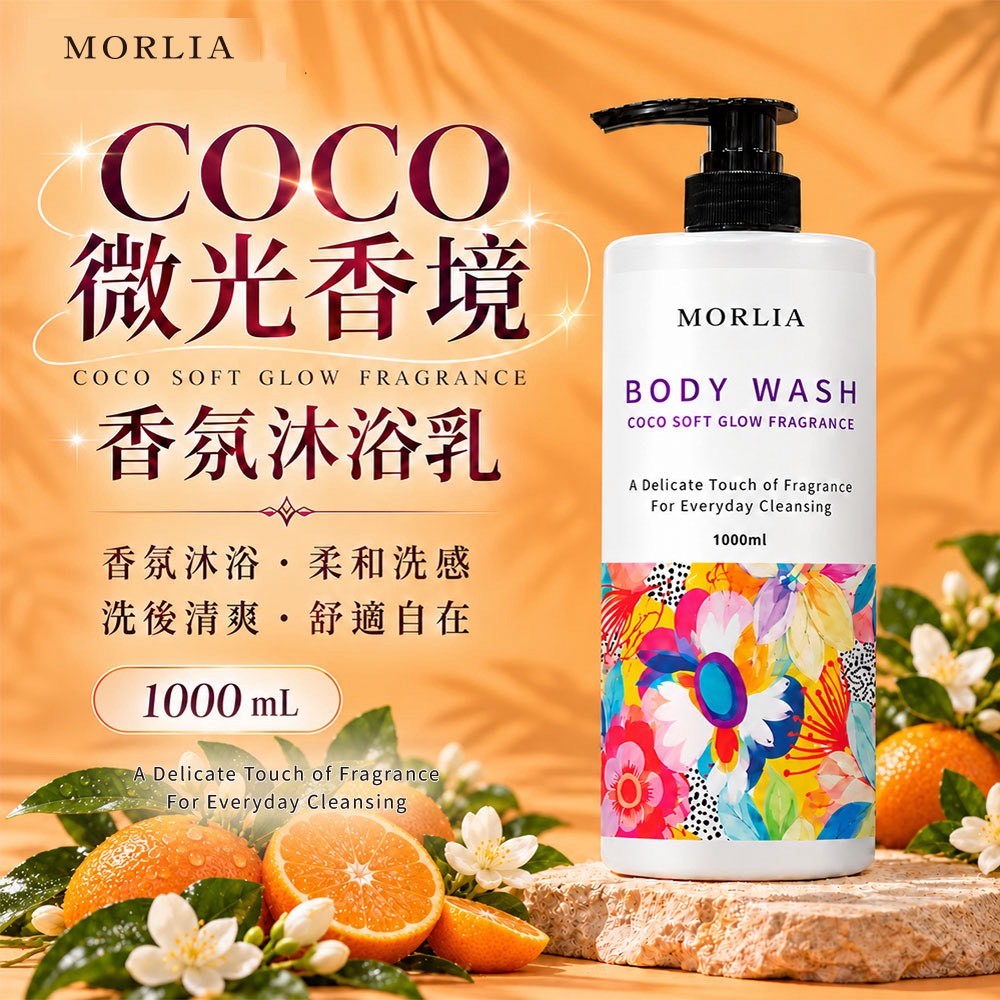 MORLIA
COCO
微光香境
COCO SOFT GLOW FRAGRANCE
香氛沐浴乳
香氛沐浴・柔和洗感
洗後清爽・舒適自在
1000 mL
A Delicate Touch of Fragrance
For Everyday Cleansing
MORLIA
BODY WASH
COCO SOFT GLOW FRAGRANCE
A Delicate Touch of Fragrance
For Everyday Cleansing
1000ml